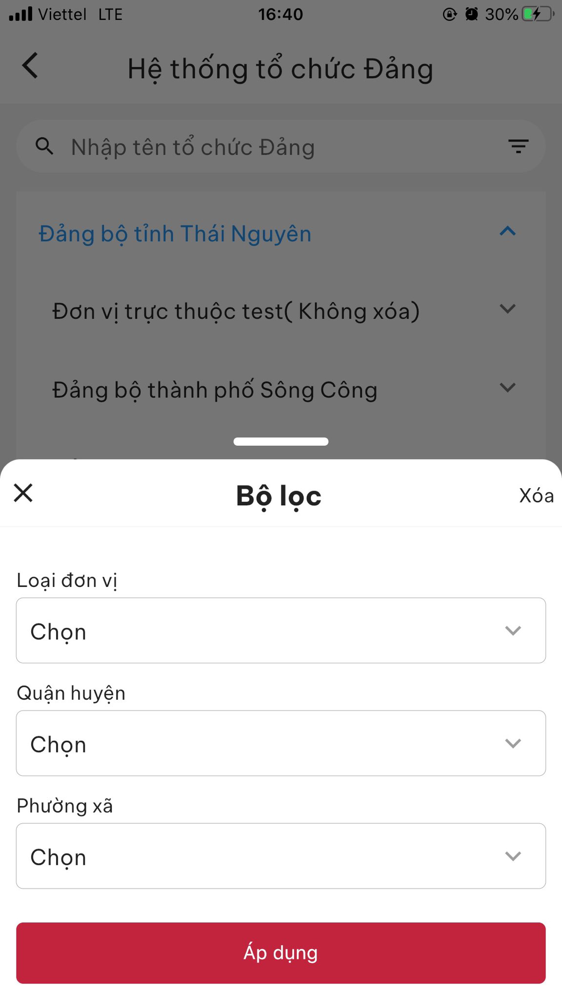 Viettel LTE 16:40 30%
Hệ thống tổ chức Đảng
Nhập tên tổ chức Đảng
Đảng bộ tỉnh Thái Nguyên
Đơn vị trực thuộc test( Không xóa)
Đảng bộ thành phố Sông Công
Bộ lọc
Xóa
Loại đơn vị
Chọn
Quận huyện
Chọn
Phường xã
Chọn
Áp dụng